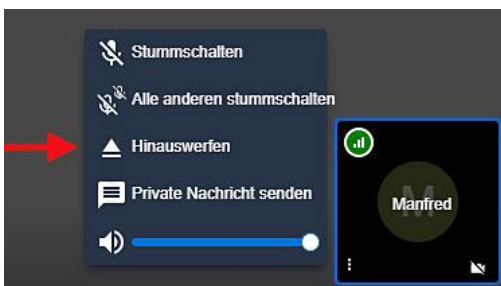 Stummschalten
Alle anderen stummschalten
Hinauswerfen
Private Nachricht senden
M
Manfred